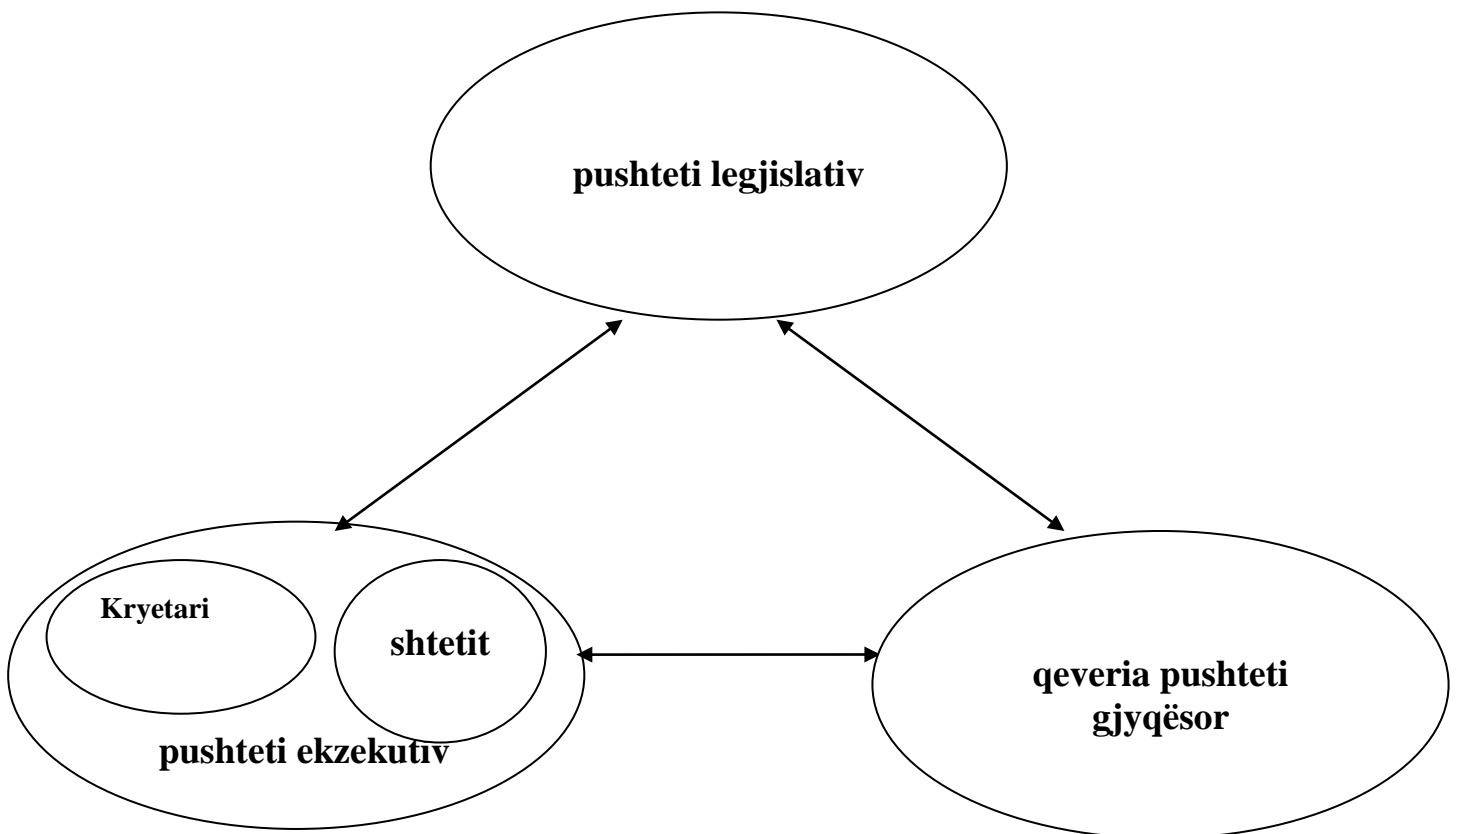 pushteti legjislativ
Kryetari
shtetit
pushteti ekzekutiv
qeveria pushteti
gjyqësor